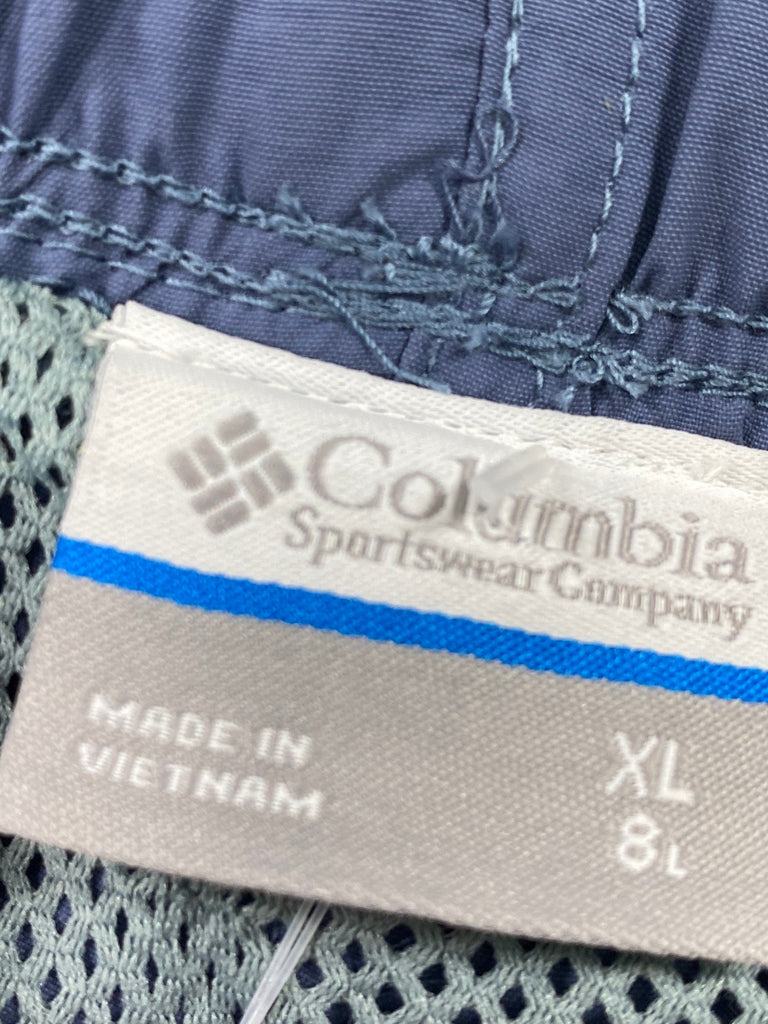 Columbia
Sportswear Company
MADE IN
VIETNAM
XL
8L